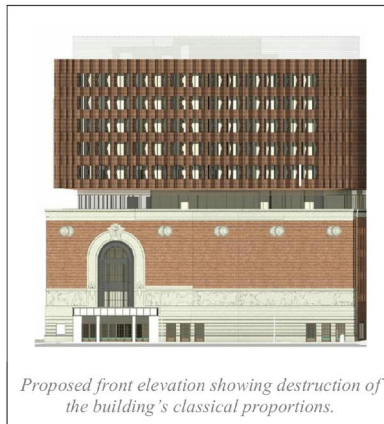 Proposed front elevation showing destruction of
the building's classical proportions.